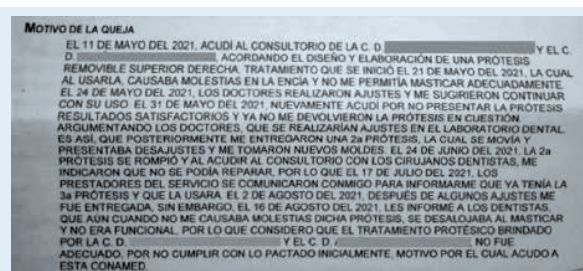 MOTIVO DE LA QUEJA
EL 11 DE MAYO DEL 2021, ACUDÍ AL CONSULTORIO DE LA C. D. Y EL C.
D. , ACORDANDO EL DISEÑO Y ELABORACIÓN DE UNA PRÓTESIS
REMOVIBLE SUPERIOR DERECHA, TRATAMIENTO QUE SE INICIÓ EL 21 DE MAYO DEL 2021, LA CUAL
AL USARLA, CAUSABA MOLESTIAS EN LA ENCÍA Y NO ME PERMITÍA MASTICAR ADECUADAMENTE.
EL 24 DE MAYO DEL 2021, LOS DOCTORES REALIZARON AJUSTES Y ME SUGIRIERON CONTINUAR
CON SU USO. EL 31 DE MAYO DEL 2021, NUEVAMENTE ACUDÍ POR NO PRESENTAR LA PRÓTESIS
RESULTADOS SATISFACTORIOS Y YA NO ME DEVOLVIERON LA PRÓTESIS EN CUESTIÓN,
ARGUMENTANDO LOS DOCTORES, QUE SE REALIZARÍAN AJUSTES EN EL LABORATORIO DENTAL.
ES ASÍ, QUE POSTERIORMENTE ME ENTREGARON UNA 2a PRÓTESIS, LA CUAL SE MOVÍA Y
PRESENTABA DESAJUSTES Y ME TOMARON NUEVOS MOLDES. EL 24 DE JUNIO DEL 2021, LA 2a
PRÓTESIS SE ROMPIÓ Y AL ACUDIR AL CONSULTORIO CON LOS CIRUJANOS DENTISTAS, ME
INDICARON QUE NO SE PODÍA REPARAR, POR LO QUE EL 17 DE JULIO DEL 2021, LOS
PRESTADORES DEL SERVICIO SE COMUNICARON CONMIGO PARA INFORMARME QUE YA TENÍA LA
3a PRÓTESIS Y QUE LA USARA. EL 2 DE AGOSTO DEL 2021, DESPUÉS DE ALGUNOS AJUSTES ME
FUE ENTREGADA, SIN EMBARGO, EL 16 DE AGOSTO DEL 2021, LES INFORME A LOS DENTISTAS,
QUE AÚN CUANDO NO ME CAUSABA MOLESTIAS DICHA PRÓTESIS, SE DESALOJABA AL MASTICAR
Y NO ERA FUNCIONAL, POR LO QUE CONSIDERO QUE EL TRATAMIENTO PROTÉSICO BRINDADO
POR LA C. D. Y EL C. D. NO FUE
ADECUADO, POR NO CUMPLIR CON LO PACTADO INICIALMENTE, MOTIVO POR EL CUAL ACUDO A
ESTA CONAMED.